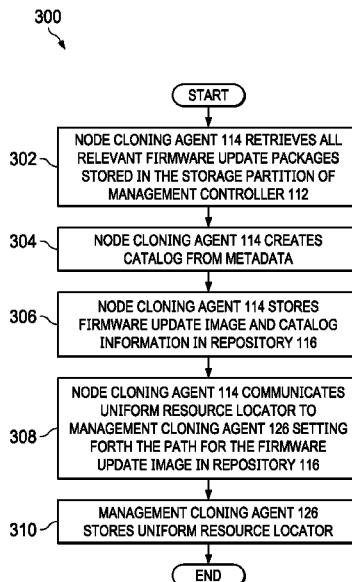 300
START
302
NODE CLONING AGENT 114 RETRIEVES ALL
RELEVANT FIRMWARE UPDATE PACKAGES
STORED IN THE STORAGE PARTITION OF
MANAGEMENT CONTROLLER 112
304
NODE CLONING AGENT 114 CREATES
CATALOG FROM METADATA
306
NODE CLONING AGENT 114 STORES
FIRMWARE UPDATE IMAGE AND CATALOG
INFORMATION IN REPOSITORY 116
308
NODE CLONING AGENT 114 COMMUNICATES
UNIFORM RESOURCE LOCATOR TO
MANAGEMENT CLONING AGENT 126 SETTING
FORTH THE PATH FOR THE FIRMWARE
UPDATE IMAGE IN REPOSITORY 116
310
MANAGEMENT CLONING AGENT 126
STORES UNIFORM RESOURCE LOCATOR
END